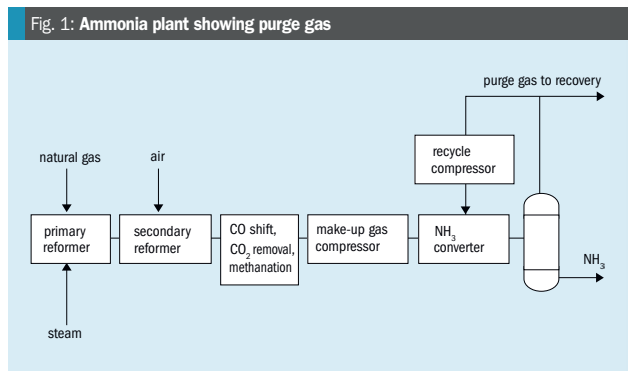 Fig. 1: Ammonia plant showing purge gas
purge gas to recovery
natural gas
air
recycle
compressor
primary
reformer
secondary
reformer
CO shift,
CO₂ removal,
methanation
make-up gas
compressor
NH₃
converter
NH₃
steam